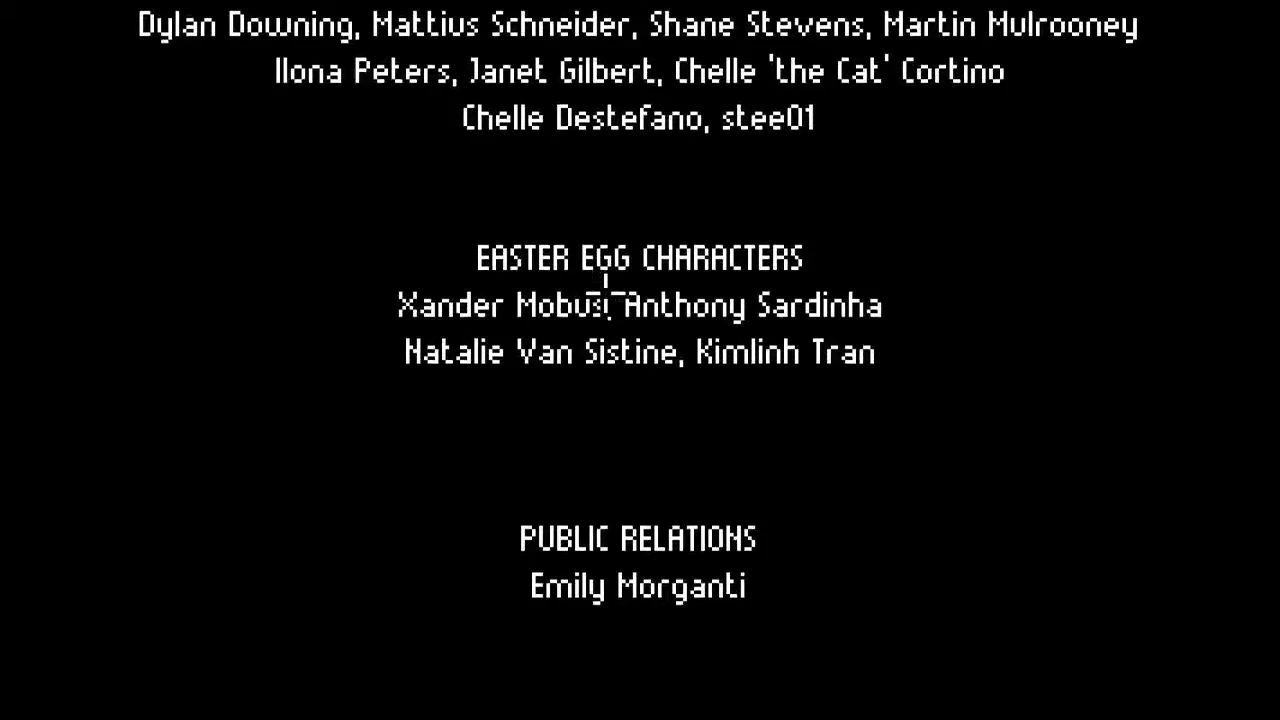 Dylan Downing, Mattius Schneider, Shane Stevens, Martin Mulrooney
Ilona Peters, Janet Gilbert, Chelle 'the Cat' Cortino
Chelle Destefano, stee01
EASTER EGG CHARACTERS
Xander Mobus, Anthony Sardinha
Natalie Van Sistine, Kimlinh Tran
PUBLIC RELATIONS
Emily Morganti